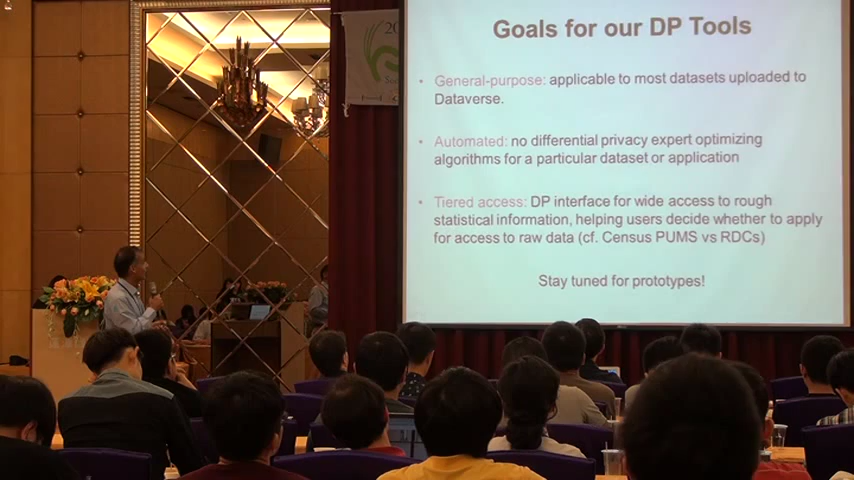 Goals for our DP Tools
• General-purpose: applicable to most datasets uploaded to
Dataverse.
• Automated: no differential privacy expert optimizing
algorithms for a particular dataset or application
• Tiered access: DP interface for wide access to rough
statistical information, helping users decide whether to apply
for access to raw data (cf. Census PUMS vs RDCs)
Stay tuned for prototypes!
20